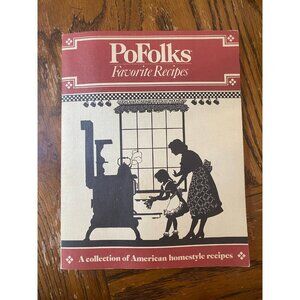 PoFolks
Favorite Recipes
A collection of American homestyle recipes